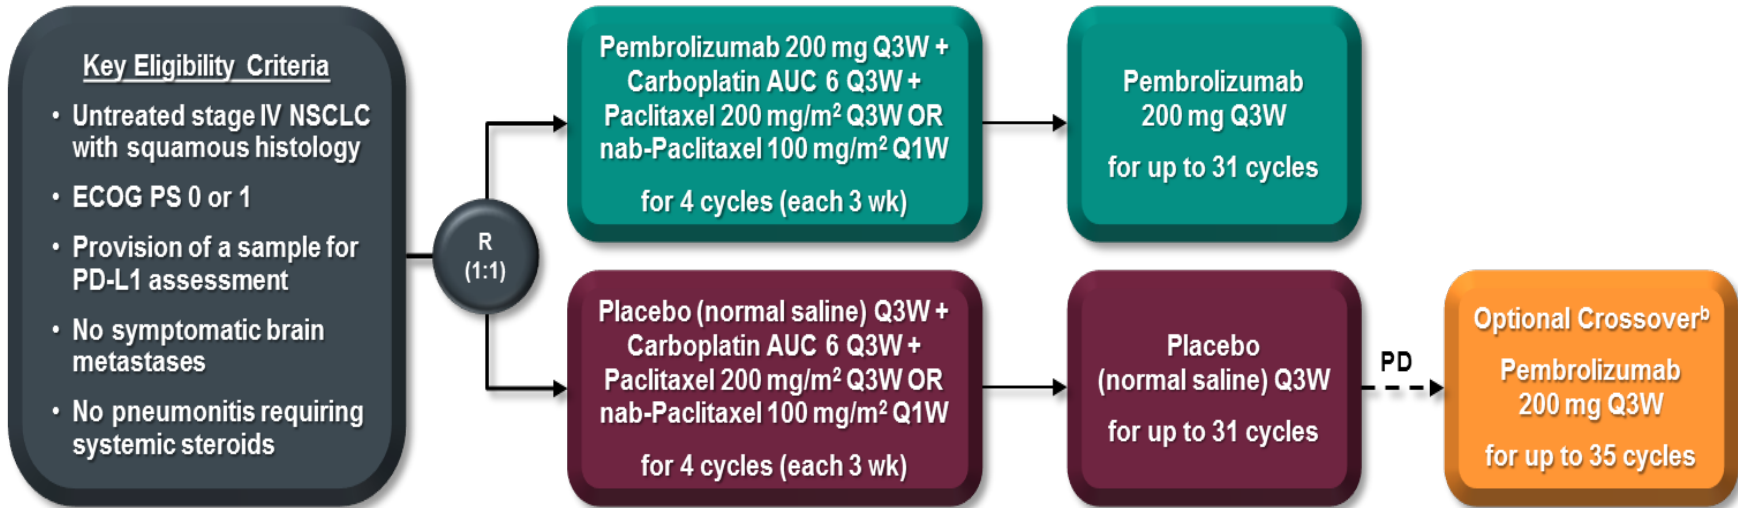 Key Eligibility Criteria
• Untreated stage IV NSCLC
with squamous histology
• ECOG PS 0 or 1
• Provision of a sample for
PD-L1 assessment
• No symptomatic brain
metastases
• No pneumonitis requiring
systemic steroids
R
(1:1)
Pembrolizumab 200 mg Q3W +
Carboplatin AUC 6 Q3W +
Paclitaxel 200 mg/m² Q3W OR
nab-Paclitaxel 100 mg/m² Q1W
for 4 cycles (each 3 wk)
Pembrolizumab
200 mg Q3W
for up to 31 cycles
Placebo (normal saline) Q3W +
Carboplatin AUC 6 Q3W +
Paclitaxel 200 mg/m² Q3W OR
nab-Paclitaxel 100 mg/m² Q1W
for 4 cycles (each 3 wk)
Placebo
(normal saline) Q3W
for up to 31 cycles
PD
Optional Crossoverᵇ
Pembrolizumab
200 mg Q3W
for up to 35 cycles